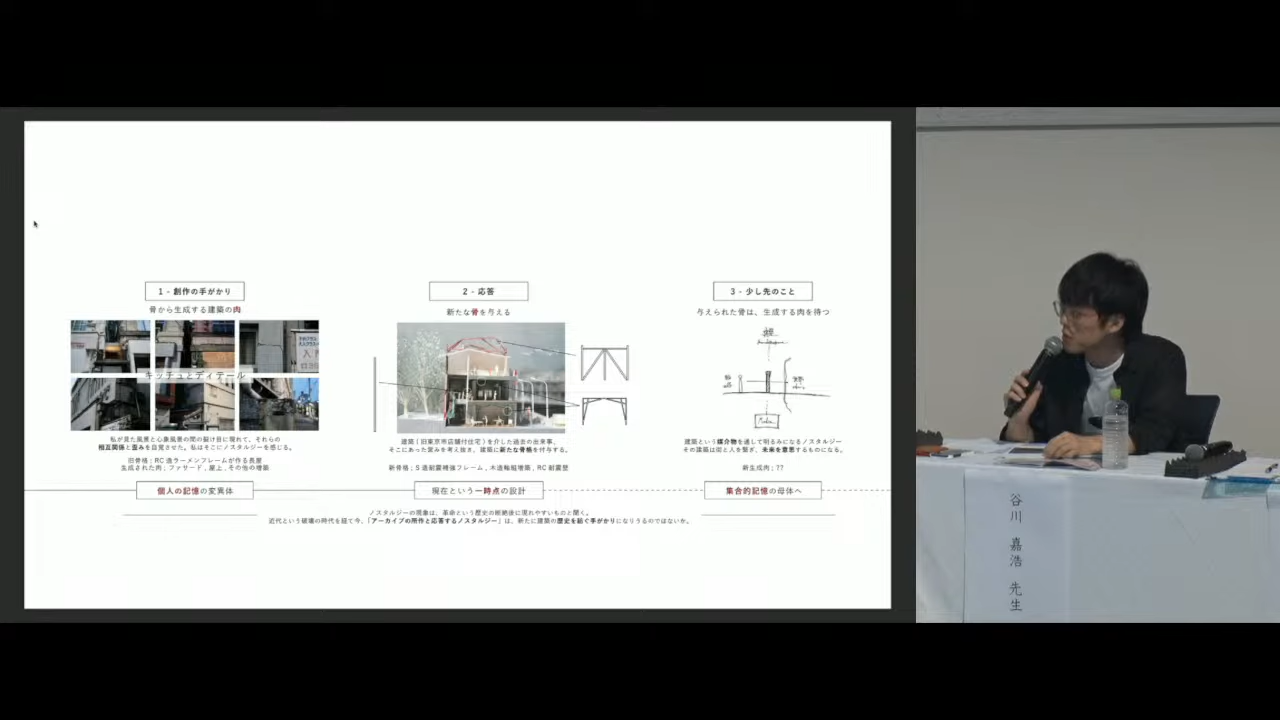 1 - 創作の手がかり
骨から生成する建築の肉
キッチュとディテール
私が見た風景と心象風景の間の裂け目に現れて、それらの
相互関係と歪みを自覚させた。私はそこにノスタルジーを感じる。
旧骨格 ; RC 造ラーメンフレームが作る長屋
生成された肉 ; ファサード , 屋上 , その他の増築
個人の記憶の変異体
2 - 応答
新たな骨を与える
建築（旧東京市店舗付住宅）を介した過去の出来事。
そこにあった営みを考え抜き、建築に新たな骨格を付与する。
新骨格 ; S 造耐震補強フレーム , 木造軸組増築 , RC 耐震壁
現在という一時点の設計
3 - 少し先のこと
与えられた骨は、生成する肉を待つ
建築という媒介物を通して明るみになるノスタルジー
その建築は街と人を繋ぎ、未来を意思するものになる。
新生成肉 ; ??
集合的記憶の母体へ
ノスタルジーの現象は、革命という歴史の断絶後に現れやすいものと聞く。
近代という破壊の時代を経て今、「アーカイブの所作と応答するノスタルジー」は、新たに建築の歴史を紡ぐ手がかりになりうるのではないか。
谷川 嘉浩 先生